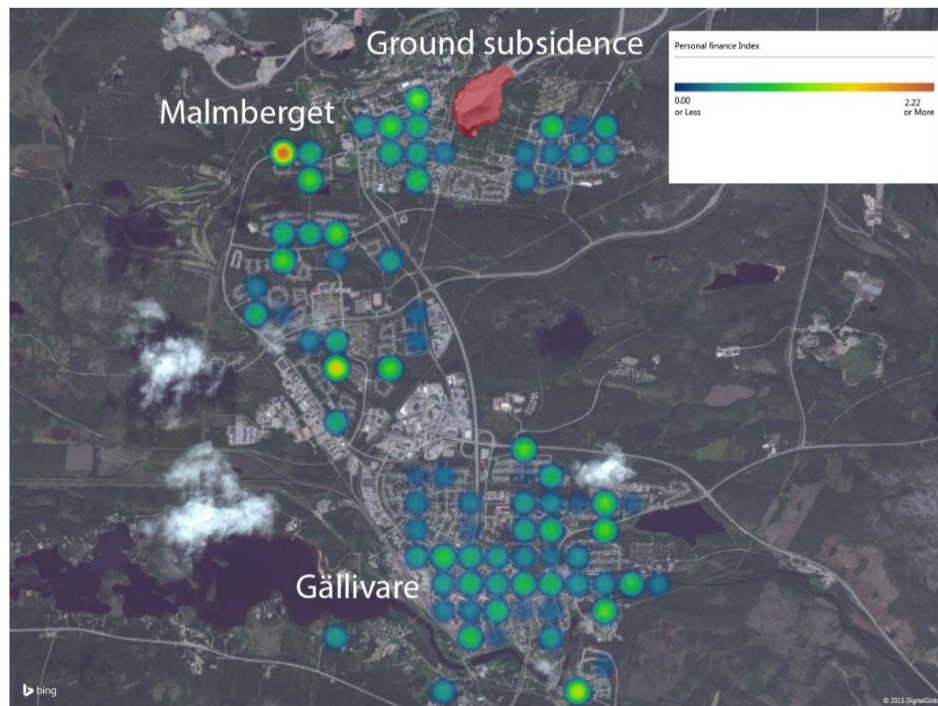 Ground subsidence
Malmberget
Personal finance Index
0.00
or Less
2.22
or More
Gällivare
bing
© 2015 DigitalGlob